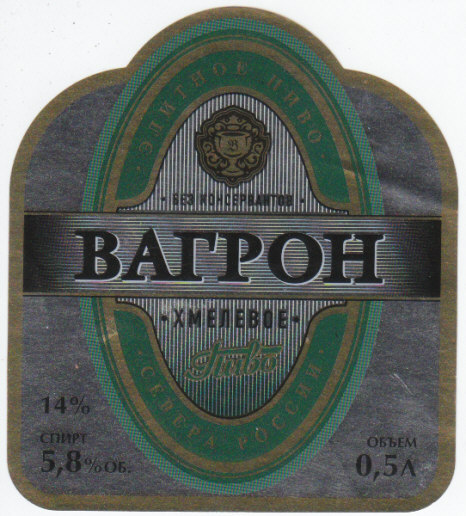 ЭЛИТНОЕ ПИВО
В
• БЕЗ КОНСЕРВАНТОВ •
ВАГРОН
•ХМЕЛЕВОЕ•
Пиво
СЕВЕРА РОССИИ
14%
СПИРТ
5,8% ОБ.
ОБЪЕМ
0,5Л